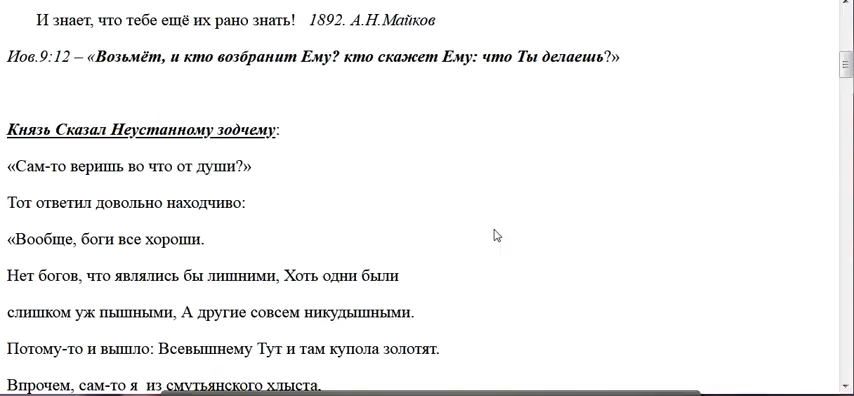 И знает, что тебе ещё их рано знать! 1892. А.Н.Майков
Иов.9:12 – «Возьмёт, и кто возбранит Ему? кто скажет Ему: что Ты делаешь?»
Князь Сказал Неустанному зодчему:
«Сам-то веришь во что от души?»
Тот ответил довольно находчиво:
«Вообще, боги все хороши.
Нет богов, что являлись бы лишними, Хоть одни были
слишком уж пышными, А другие совсем никудышными.
Потому-то и вышло: Всевышнему Тут и там купола золотят.
Впрочем, сам-то я из смутьянского хлыста,